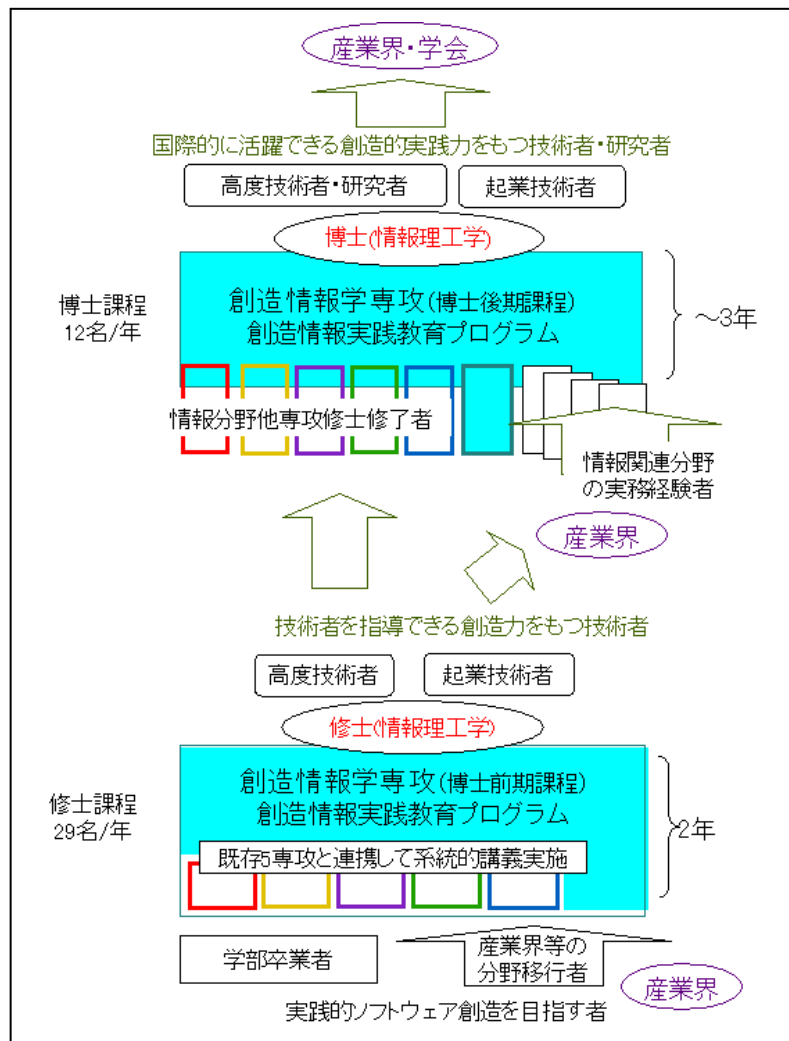 産業界・学会
国際的に活躍できる創造的実践力をもつ技術者・研究者
高度技術者・研究者
起業技術者
博士(情報理工学)
博士課程
12名/年
創造情報学専攻(博士後期課程)
創造情報実践教育プログラム
～3年
情報分野他専攻修士修了者
情報関連分野
の実務経験者
産業界
技術者を指導できる創造力をもつ技術者
高度技術者
起業技術者
修士(情報理工学)
修士課程
29名/年
創造情報学専攻(博士前期課程)
創造情報実践教育プログラム
2年
既存5専攻と連携して系統的講義実施
学部卒業者
産業界等の
分野移行者
産業界
実践的ソフトウェア創造を目指す者